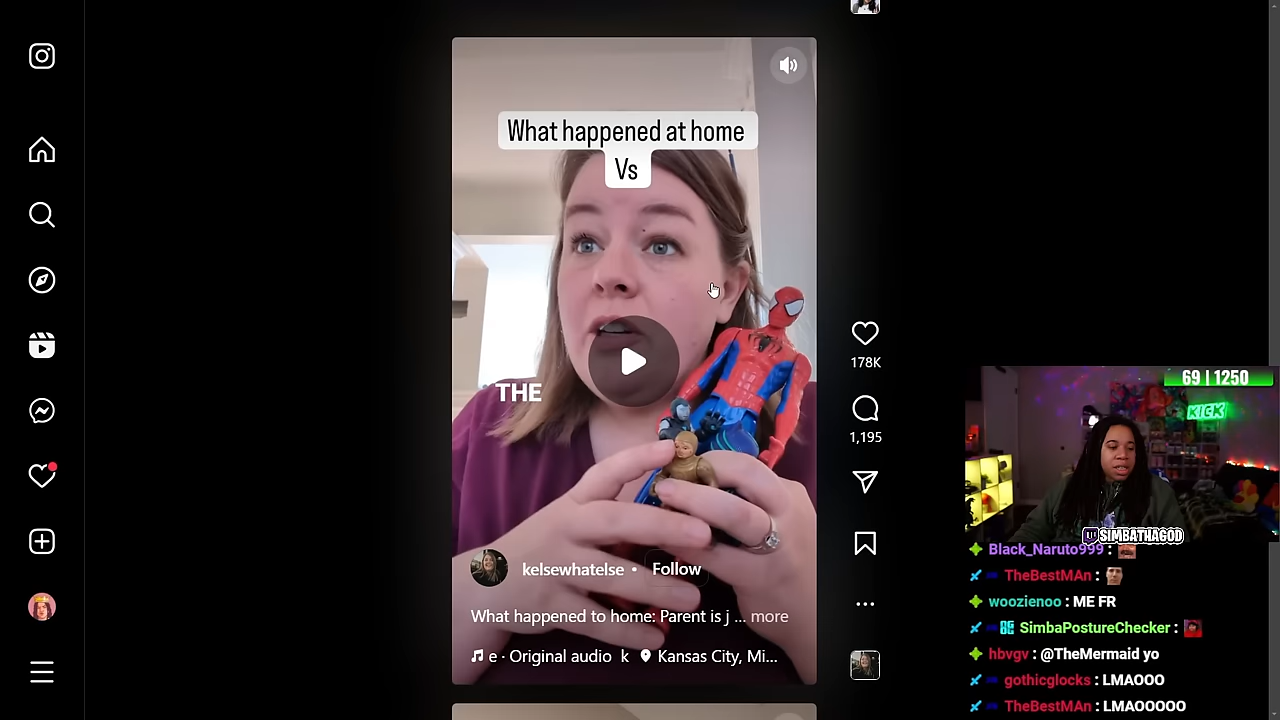 What happened at home
Vs
THE
kelsewhatelse • Follow
What happened to home: Parent is j ... more
e · Original audio k Kansas City, Mi...
178K
1,195
69 | 1250
KICK
SIMBATHAGOD
Black_Naruto999 :
TheBestMAn :
woozienoo : ME FR
SimbaPostureChecker :
hbvgv : @TheMermaid yo
gothicglocks : LMAOOO
TheBestMAn : LMAOOOOO